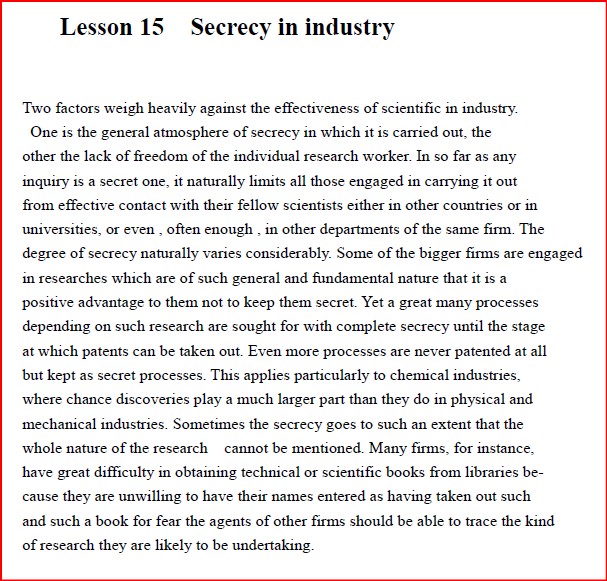 Lesson 15 Secrecy in industry
Two factors weigh heavily against the effectiveness of scientific in industry.
One is the general atmosphere of secrecy in which it is carried out, the
other the lack of freedom of the individual research worker. In so far as any
inquiry is a secret one, it naturally limits all those engaged in carrying it out
from effective contact with their fellow scientists either in other countries or in
universities, or even , often enough , in other departments of the same firm. The
degree of secrecy naturally varies considerably. Some of the bigger firms are engaged
in researches which are of such general and fundamental nature that it is a
positive advantage to them not to keep them secret. Yet a great many processes
depending on such research are sought for with complete secrecy until the stage
at which patents can be taken out. Even more processes are never patented at all
but kept as secret processes. This applies particularly to chemical industries,
where chance discoveries play a much larger part than they do in physical and
mechanical industries. Sometimes the secrecy goes to such an extent that the
whole nature of the research cannot be mentioned. Many firms, for instance,
have great difficulty in obtaining technical or scientific books from libraries be-
cause they are unwilling to have their names entered as having taken out such
and such a book for fear the agents of other firms should be able to trace the kind
of research they are likely to be undertaking.